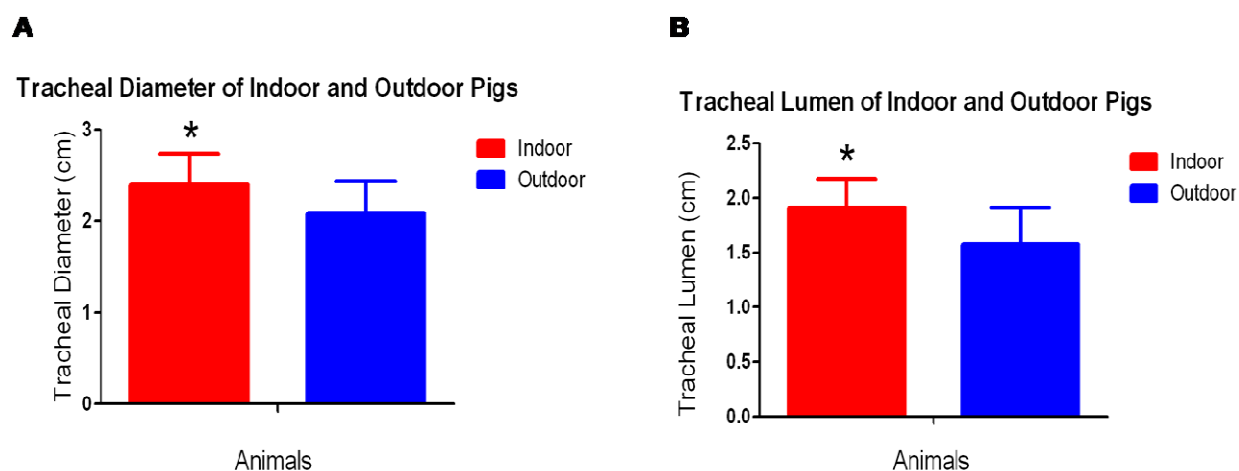 A
Tracheal Diameter of Indoor and Outdoor Pigs
Tracheal Diameter (cm)
3
2
1
0
*
Indoor
Outdoor
Animals
B
Tracheal Lumen of Indoor and Outdoor Pigs
Tracheal Lumen (cm)
2.5
2.0
1.5
1.0
0.5
0.0
*
Indoor
Outdoor
Animals